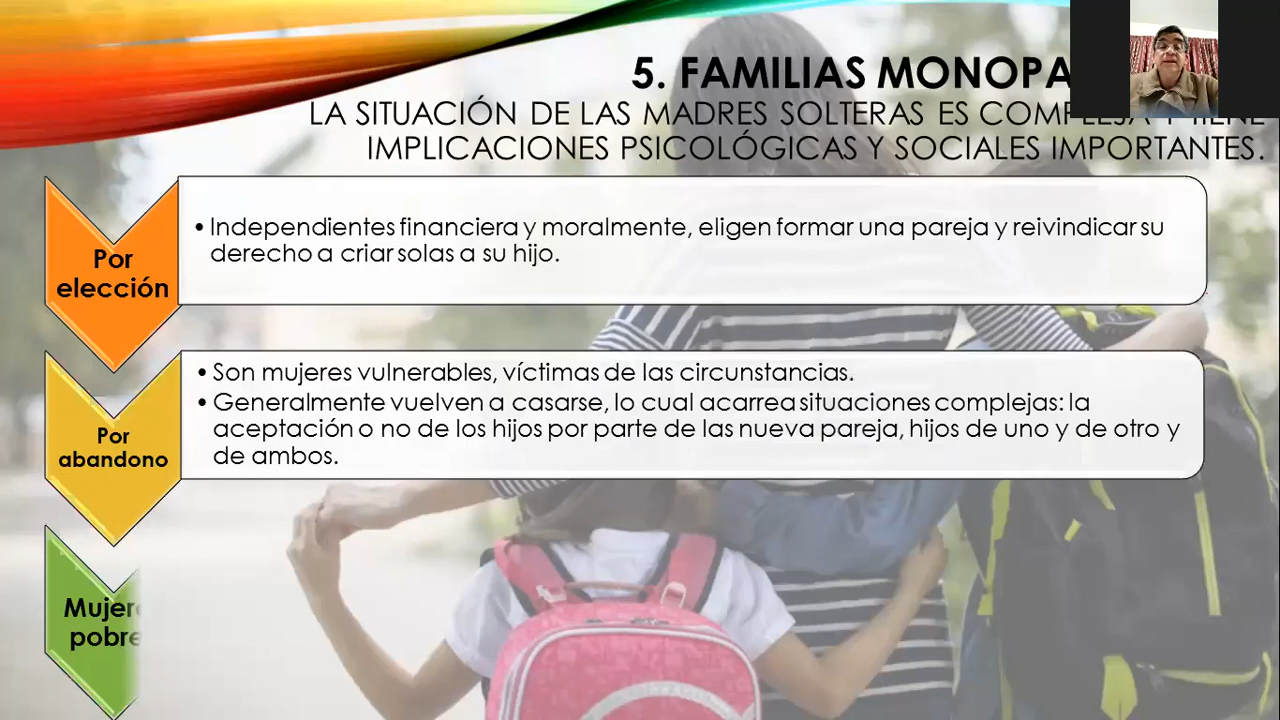 5. FAMILIAS
LA SITUACIÓN DE LAS MADRES SOLTERAS ES
IMPLICACIONES PSICOLÓGICAS Y SOCIALES IMPORTANTES.
Por
elección
• Independientes financiera y moralmente, eligen formar una pareja y reivindicar su
derecho a criar solas a su hijo.
Por
abandono
• Son mujeres vulnerables, víctimas de las circunstancias.
• Generalmente vuelven a casarse, lo cual acarrea situaciones complejas: la
aceptación o no de los hijos por parte de las nueva pareja, hijos de uno y de otro y
de ambos.